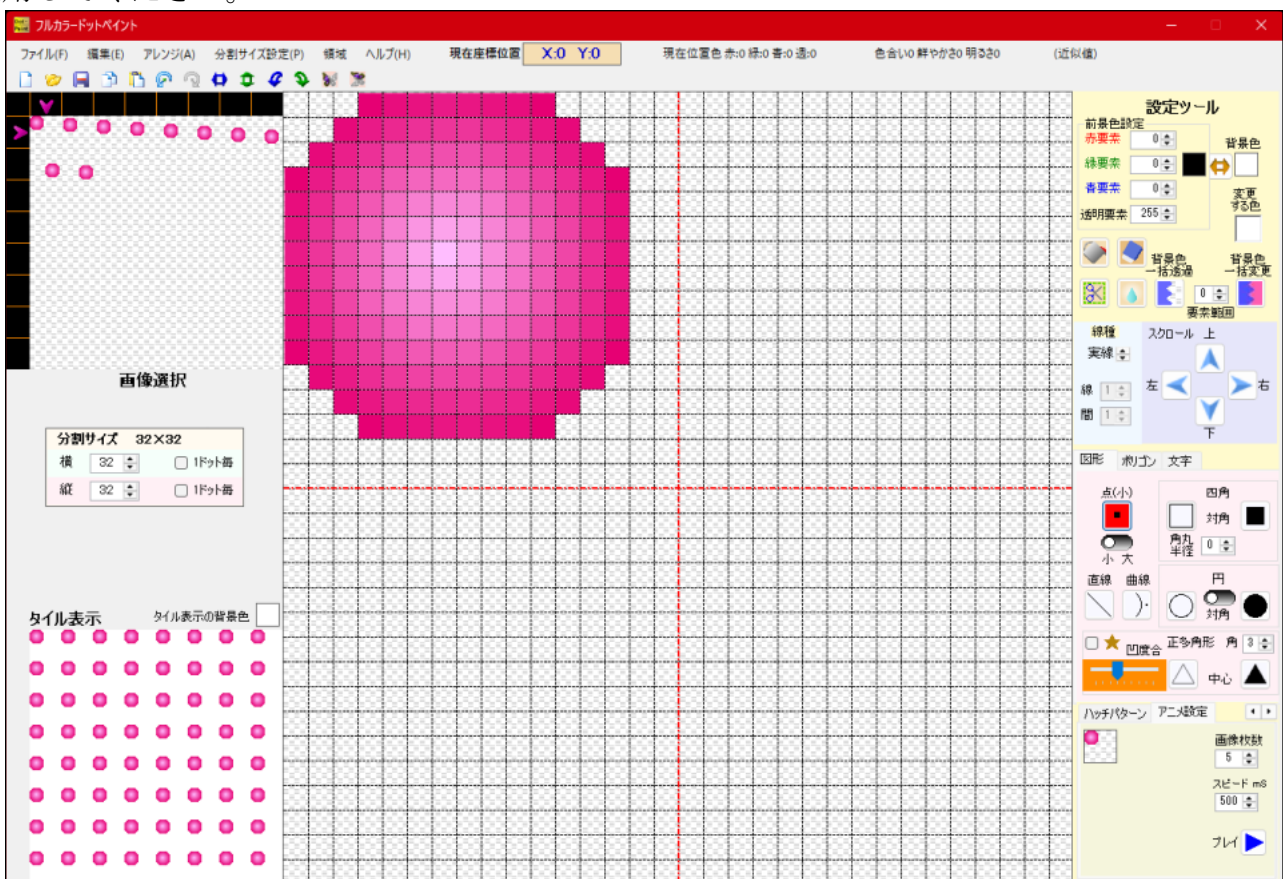 フルカラードットペイント
ファイル(F) 編集(E) アレンジ(A) 分割サイズ設定(P) 領域 ヘルプ(H) 現在座標位置 X:0 Y:0 現在位置色 赤:0 緑:0 青:0 透:0 色合い0 鮮やかさ0 明るさ0 (近似値)
画像選択
分割サイズ 32×32
横 32 1ドット毎
縦 32 1ドット毎
タイル表示 タイル表示の背景色
設定ツール
前景色設定
赤要素 0
背景色
緑要素 0
青要素 0
変更
する色
透明要素 255
背景色
一括透過
背景色
一括変更
0
要素範囲
線種
実線
線 1
間 1
スクロール 上
左 右
下
図形 ポリゴン 文字
点(小)
小 大
四角
対角
角丸
半径 0
直線 曲線
円
対角
凹度合
正多角形 角 3
中心
ハッチパターン アニメ設定
画像枚数
5
スピード mS
500
プレイ